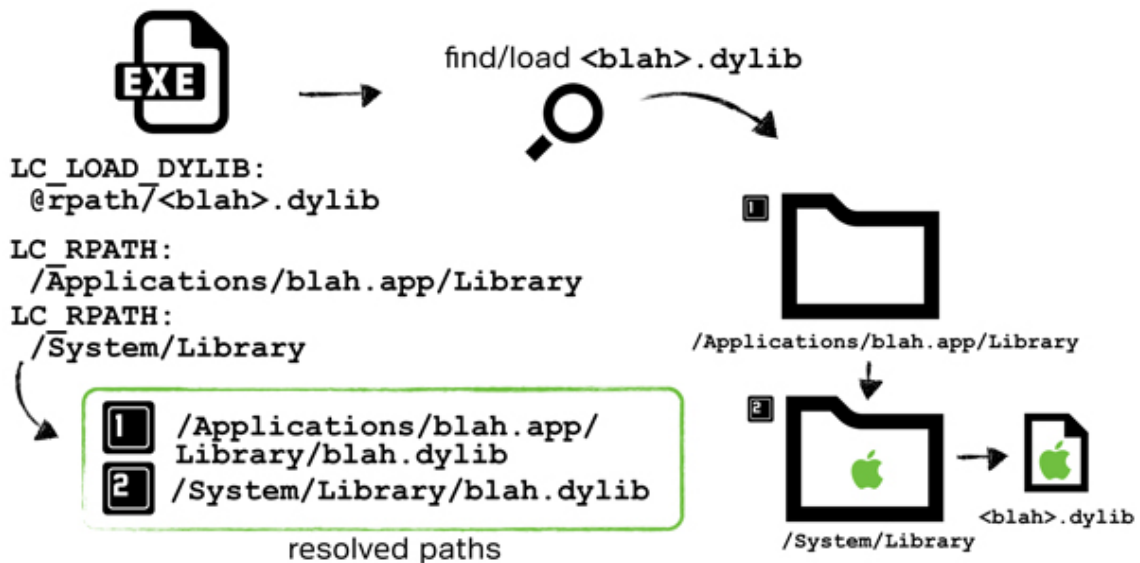 EXE
find/load <blah>.dylib
LC_LOAD_DYLIB:
@rpath/<blah>.dylib
LC_RPATH:
/Applications/blah.app/Library
LC_RPATH:
/System/Library
1
/Applications/blah.app/
Library/blah.dylib
2
/System/Library/blah.dylib
resolved paths
1
/Applications/blah.app/Library
2
/System/Library
<blah>.dylib